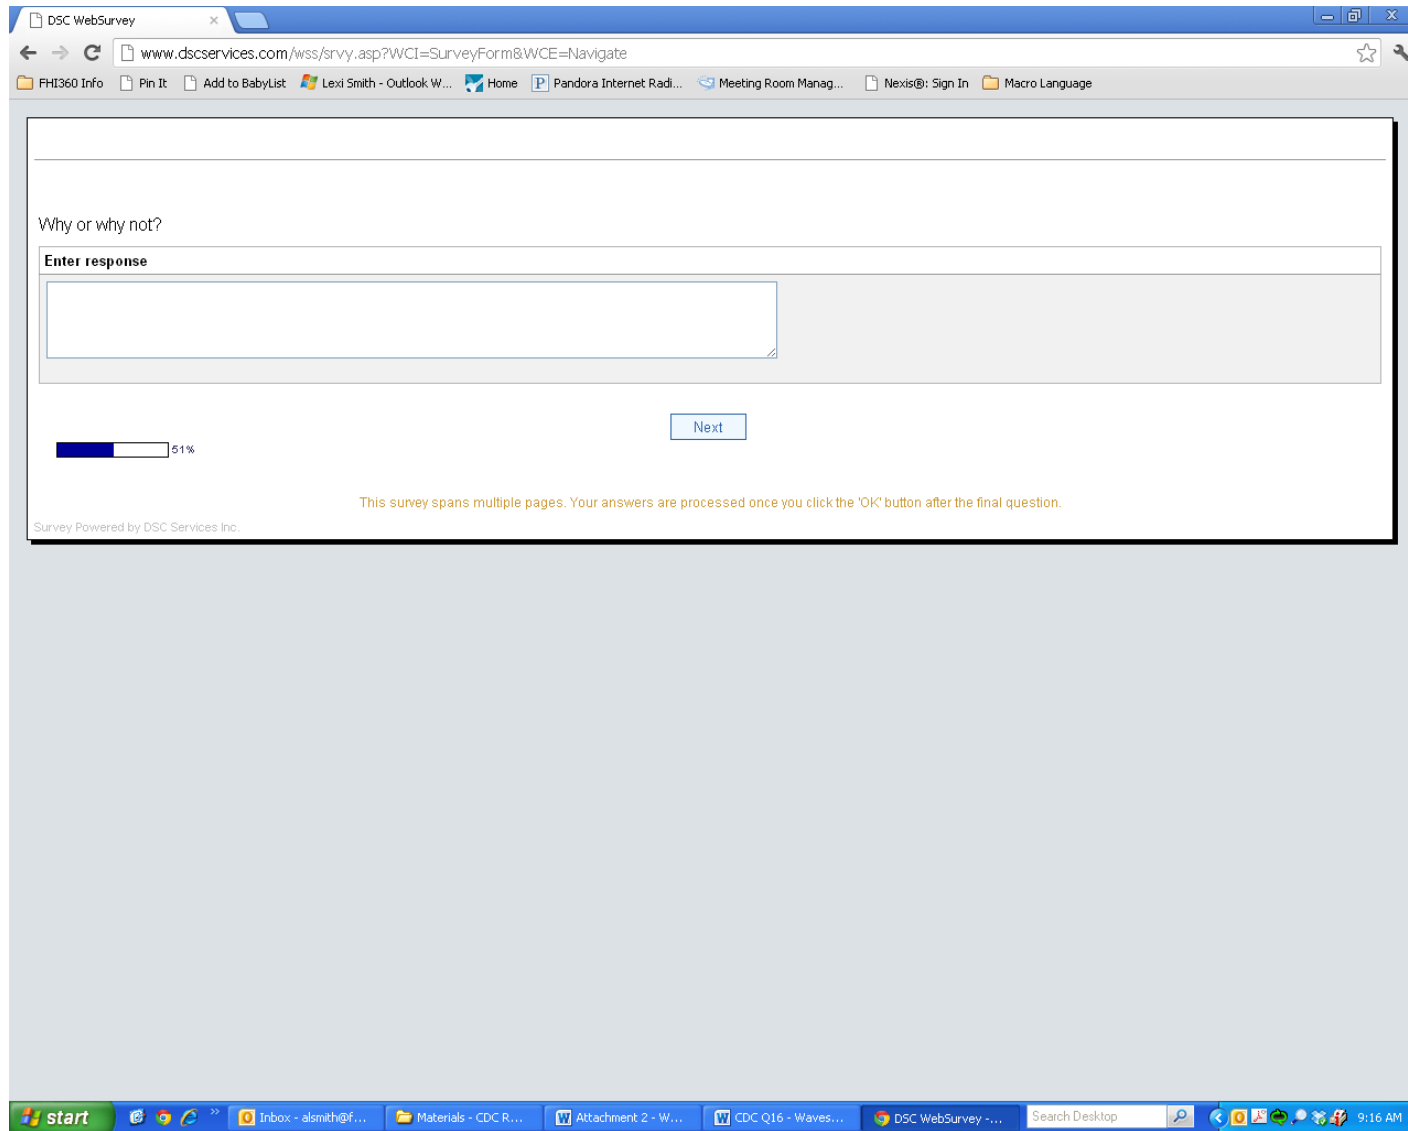 DSC WebSurvey
www.dscservices.com/wss/srvy.asp?WCI=SurveyForm&WCE=Navigate
FHI360 Info Pin It Add to BabyList Lexi Smith - Outlook W... Home Pandora Internet Radi... Meeting Room Manag... Nexis®: Sign In Macro Language
Why or why not?
Enter response
Next
51%
This survey spans multiple pages. Your answers are processed once you click the 'OK' button after the final question.
Survey Powered by DSC Services Inc.
start Inbox - alsmith@f... Materials - CDC R... Attachment 2 - W... CDC Q16 - Waves... DSC WebSurvey -... Search Desktop 9:16 AM